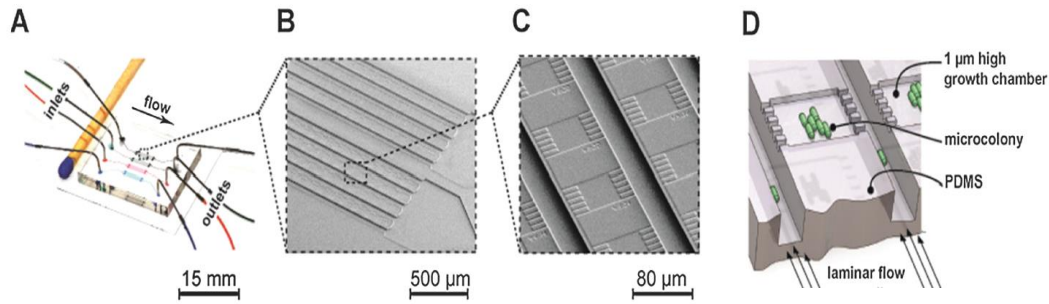 A
B
C
D
inlets
flow
outlets
15 mm
500 µm
80 µm
1 µm high
growth chamber
microcolony
PDMS
laminar flow